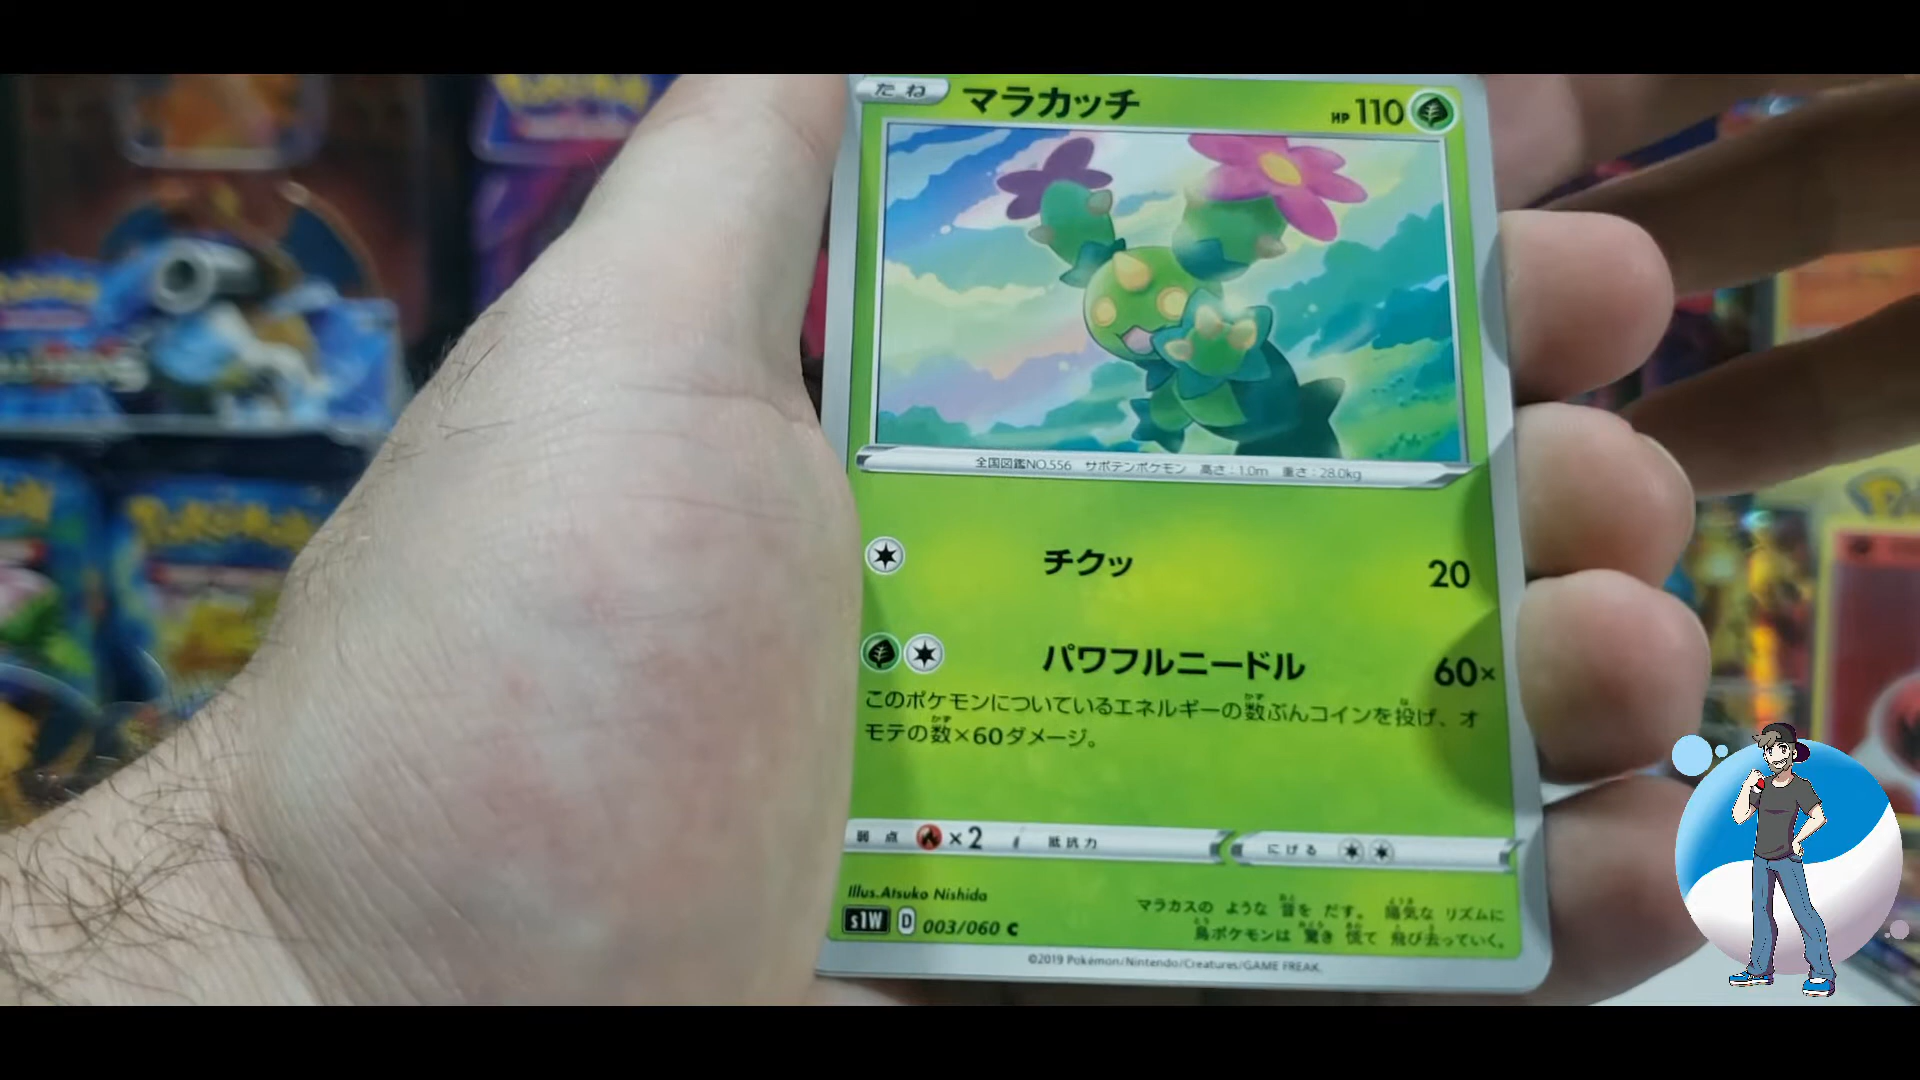 たね マラカッチ HP 110
全国図鑑NO.556 サボテンポケモン 高さ：1.0m 重さ：28.0kg
チクッ 20
パワフルニードル 60×
このポケモンについているエネルギーの数ぶんコインを投げ、オ
モテの数×60ダメージ。
弱点 ×2 抵抗力 にげる
Illus.Atsuko Nishida
s1W D 003/060 C
マラカスの ような 音を だす。 陽気な リズムに
鳥ポケモンは 驚き 慌て 飛び去っていく。
©2019 Pokémon/Nintendo/Creatures/GAME FREAK.
Pokémon
Pokémon